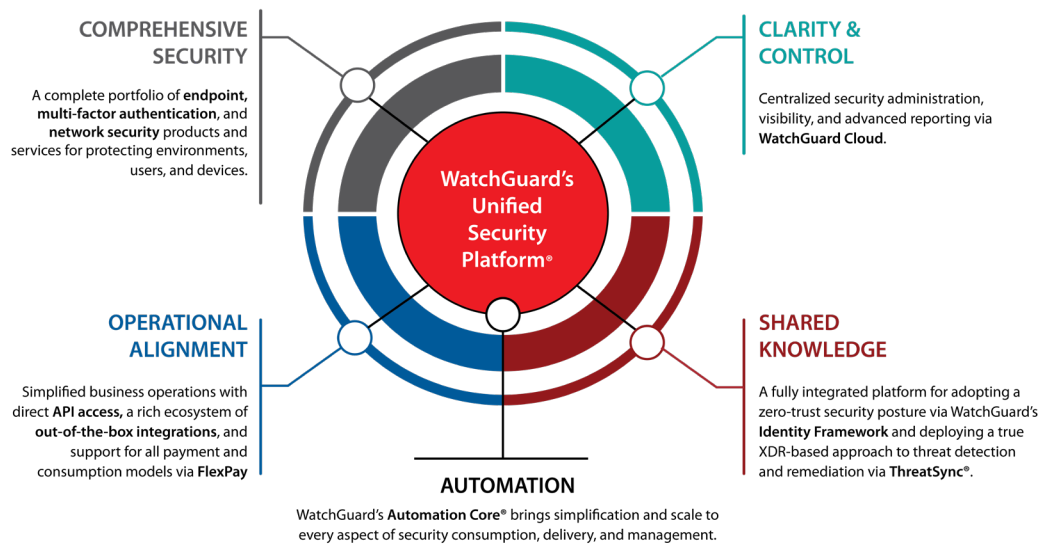 COMPREHENSIVE
SECURITY
A complete portfolio of endpoint,
multi-factor authentication, and
network security products and
services for protecting environments,
users, and devices.
CLARITY &
CONTROL
Centralized security administration,
visibility, and advanced reporting via
WatchGuard Cloud.
WatchGuard’s
Unified
Security
Platform®
OPERATIONAL
ALIGNMENT
Simplified business operations with
direct API access, a rich ecosystem of
out-of-the-box integrations, and
support for all payment and
consumption models via FlexPay
SHARED
KNOWLEDGE
A fully integrated platform for adopting a
zero-trust security posture via WatchGuard’s
Identity Framework and deploying a true
XDR-based approach to threat detection
and remediation via ThreatSync®.
AUTOMATION
WatchGuard’s Automation Core® brings simplification and scale to
every aspect of security consumption, delivery, and management.